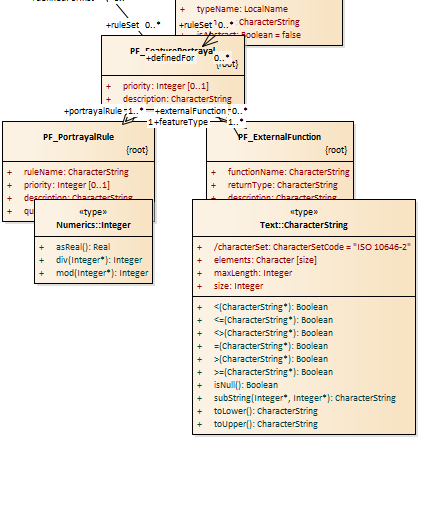 +ruleSet 0..*
+ruleSet 0..*
+ typeName: LocalName
CharacterString
Boolean = false
PF_FeaturePortrayal
+definedFor 0..*
{root}
+ priority: Integer [0..1]
+ description: CharacterString
+portrayalRule 1..*
+externalFunction 0..*
1 +featureType 1..*
PF_PortrayalRule
{root}
+ ruleName: CharacterString
+ priority: Integer [0..1]
+ description: CharacterString
+ qu
PF_ExternalFunction
{root}
+ functionName: CharacterString
+ returnType: CharacterString
+ description: CharacterString
«type»
Numerics::Integer
+ asReal(): Real
+ div(Integer*): Integer
+ mod(Integer*): Integer
«type»
Text::CharacterString
+ /characterSet: CharacterSetCode = "ISO 10646-2"
+ elements: Character [size]
+ maxLength: Integer
+ size: Integer
+ <(CharacterString*): Boolean
+ <=(CharacterString*): Boolean
+ <>(CharacterString*): Boolean
+ =(CharacterString*): Boolean
+ >(CharacterString*): Boolean
+ >=(CharacterString*): Boolean
+ isNull(): Boolean
+ subString(Integer*, Integer*): CharacterString
+ toLower(): CharacterString
+ toUpper(): CharacterString